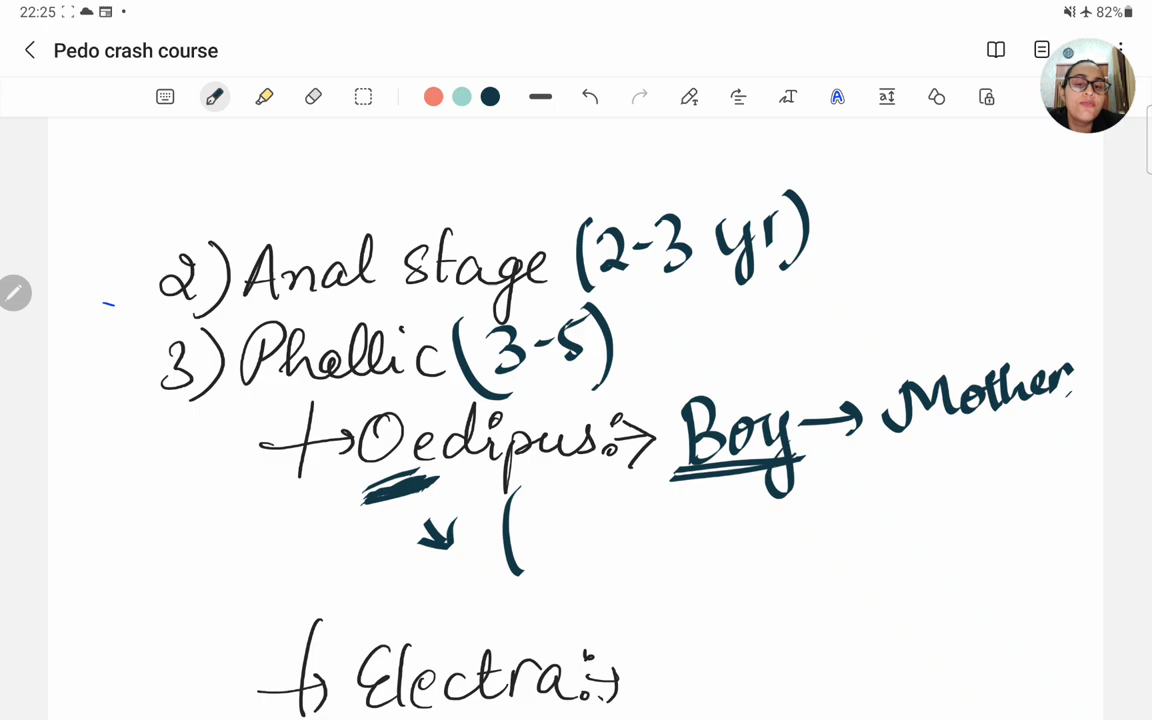 22:25 82%
Pedo crash course
2) Anal stage (2-3 yr)
3) Phallic (3-5)
Oedipus :→ Boy → Mother
(
Electra :→